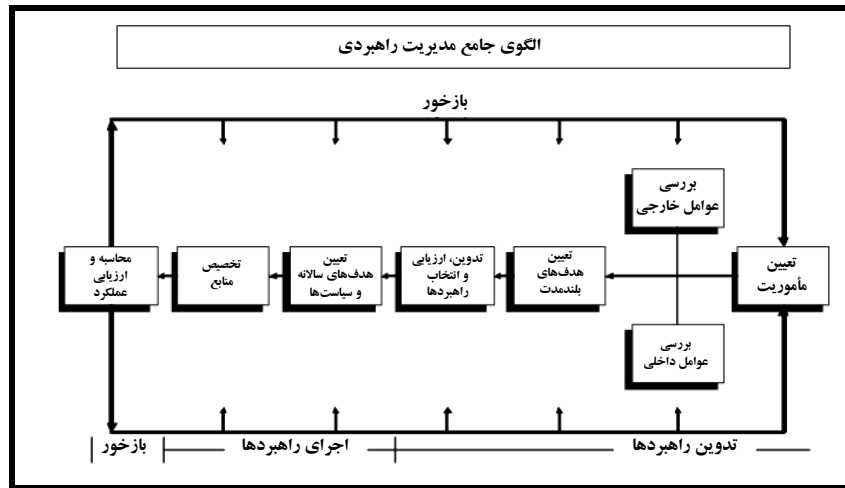 الگوی جامع مدیریت راهبردی
بازخور
بررسی
عوامل خارجی
تعیین
مأموریت
تعیین
هدف‌های
بلندمدت
تدوین، ارزیابی
و انتخاب
راهبردها
تعیین
هدف‌های سالانه
و سیاست‌ها
تخصیص
منابع
محاسبه و
ارزیابی
عملکرد
بررسی
عوامل داخلی
تدوین راهبردها
اجرای راهبردها
بازخور